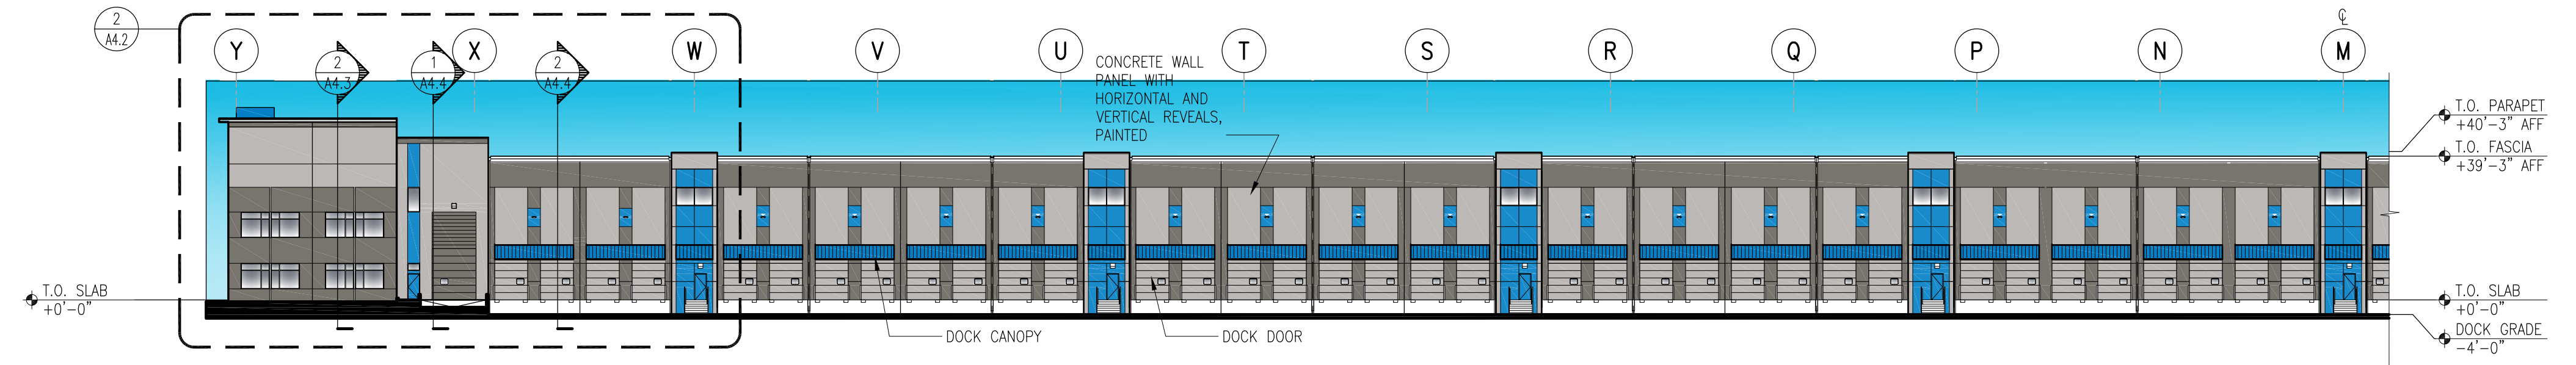 2
A4.2
Y
2
A4.3
1
A4.4
X
2
A4.4
W
V
U
T
S
R
Q
P
N
℄
M
CONCRETE WALL
PANEL WITH
HORIZONTAL AND
VERTICAL REVEALS,
PAINTED
T.O. PARAPET
+40'-3" AFF
T.O. FASCIA
+39'-3" AFF
T.O. SLAB
+0'-0"
T.O. SLAB
+0'-0"
DOCK GRADE
-4'-0"
DOCK CANOPY
DOCK DOOR